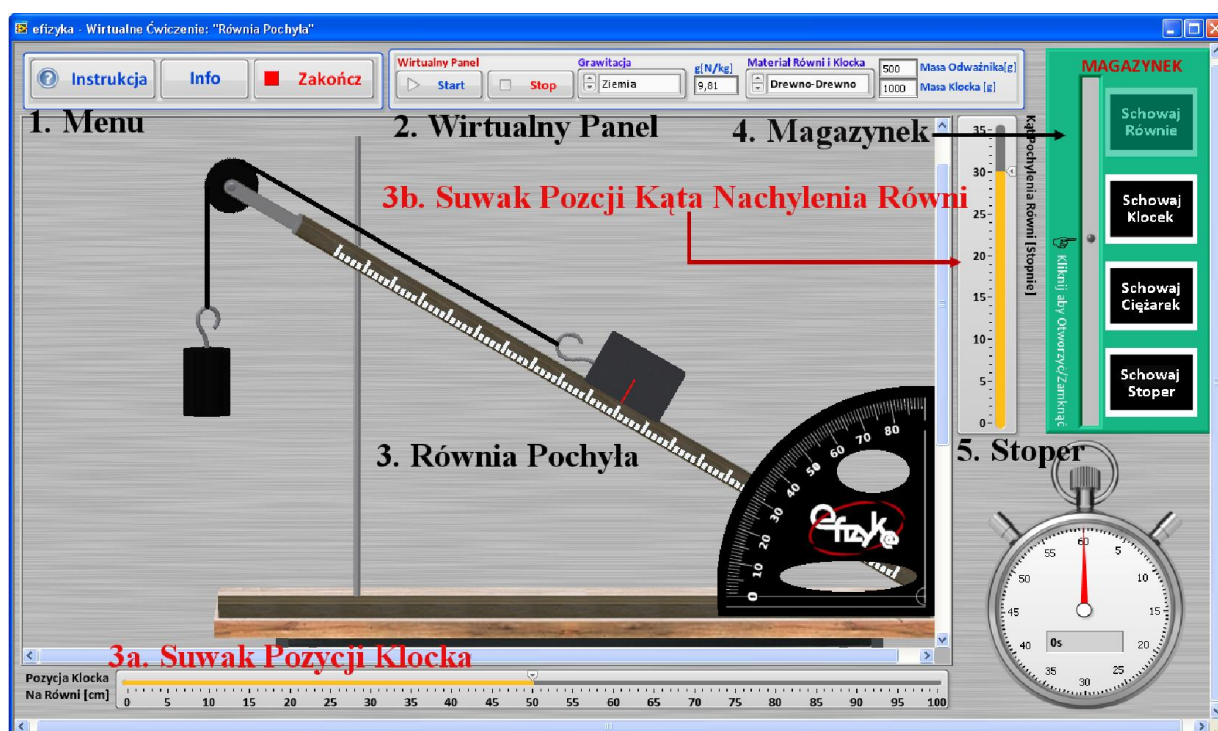 efizyka - Wirtualne Ćwiczenie: "Równia Pochyła"
Instrukcja
Info
Zakończ
Wirtualny Panel
Start
Stop
Grawitacja
Ziemia
g[N/kg]
9,81
Materiał Równi i Klocka
Drewno-Drewno
500
Masa Odważnika[g]
1000
Masa Klocka [g]
MAGAZYNEK
Schowaj
Równie
Schowaj
Klocek
Schowaj
Ciężarek
Schowaj
Stoper
Kliknij aby Otworzyć/Zamknąć
1. Menu
2. Wirtualny Panel
4. Magazynek
3b. Suwak Pozcji Kąta Nachylenia Równi
Kąt Pochylenia Równi [Stopnie]
35
30
25
20
15
10
5
0
3. Równia Pochyła
0 10 20 30 40 50 60 70 80
efizyk@
5. Stoper
60
5
10
15
20
25
30
35
40
45
50
55
0s
3a. Suwak Pozycji Klocka
Pozycja Klocka
Na Równi [cm]
0 5 10 15 20 25 30 35 40 45 50 55 60 65 70 75 80 85 90 95 100